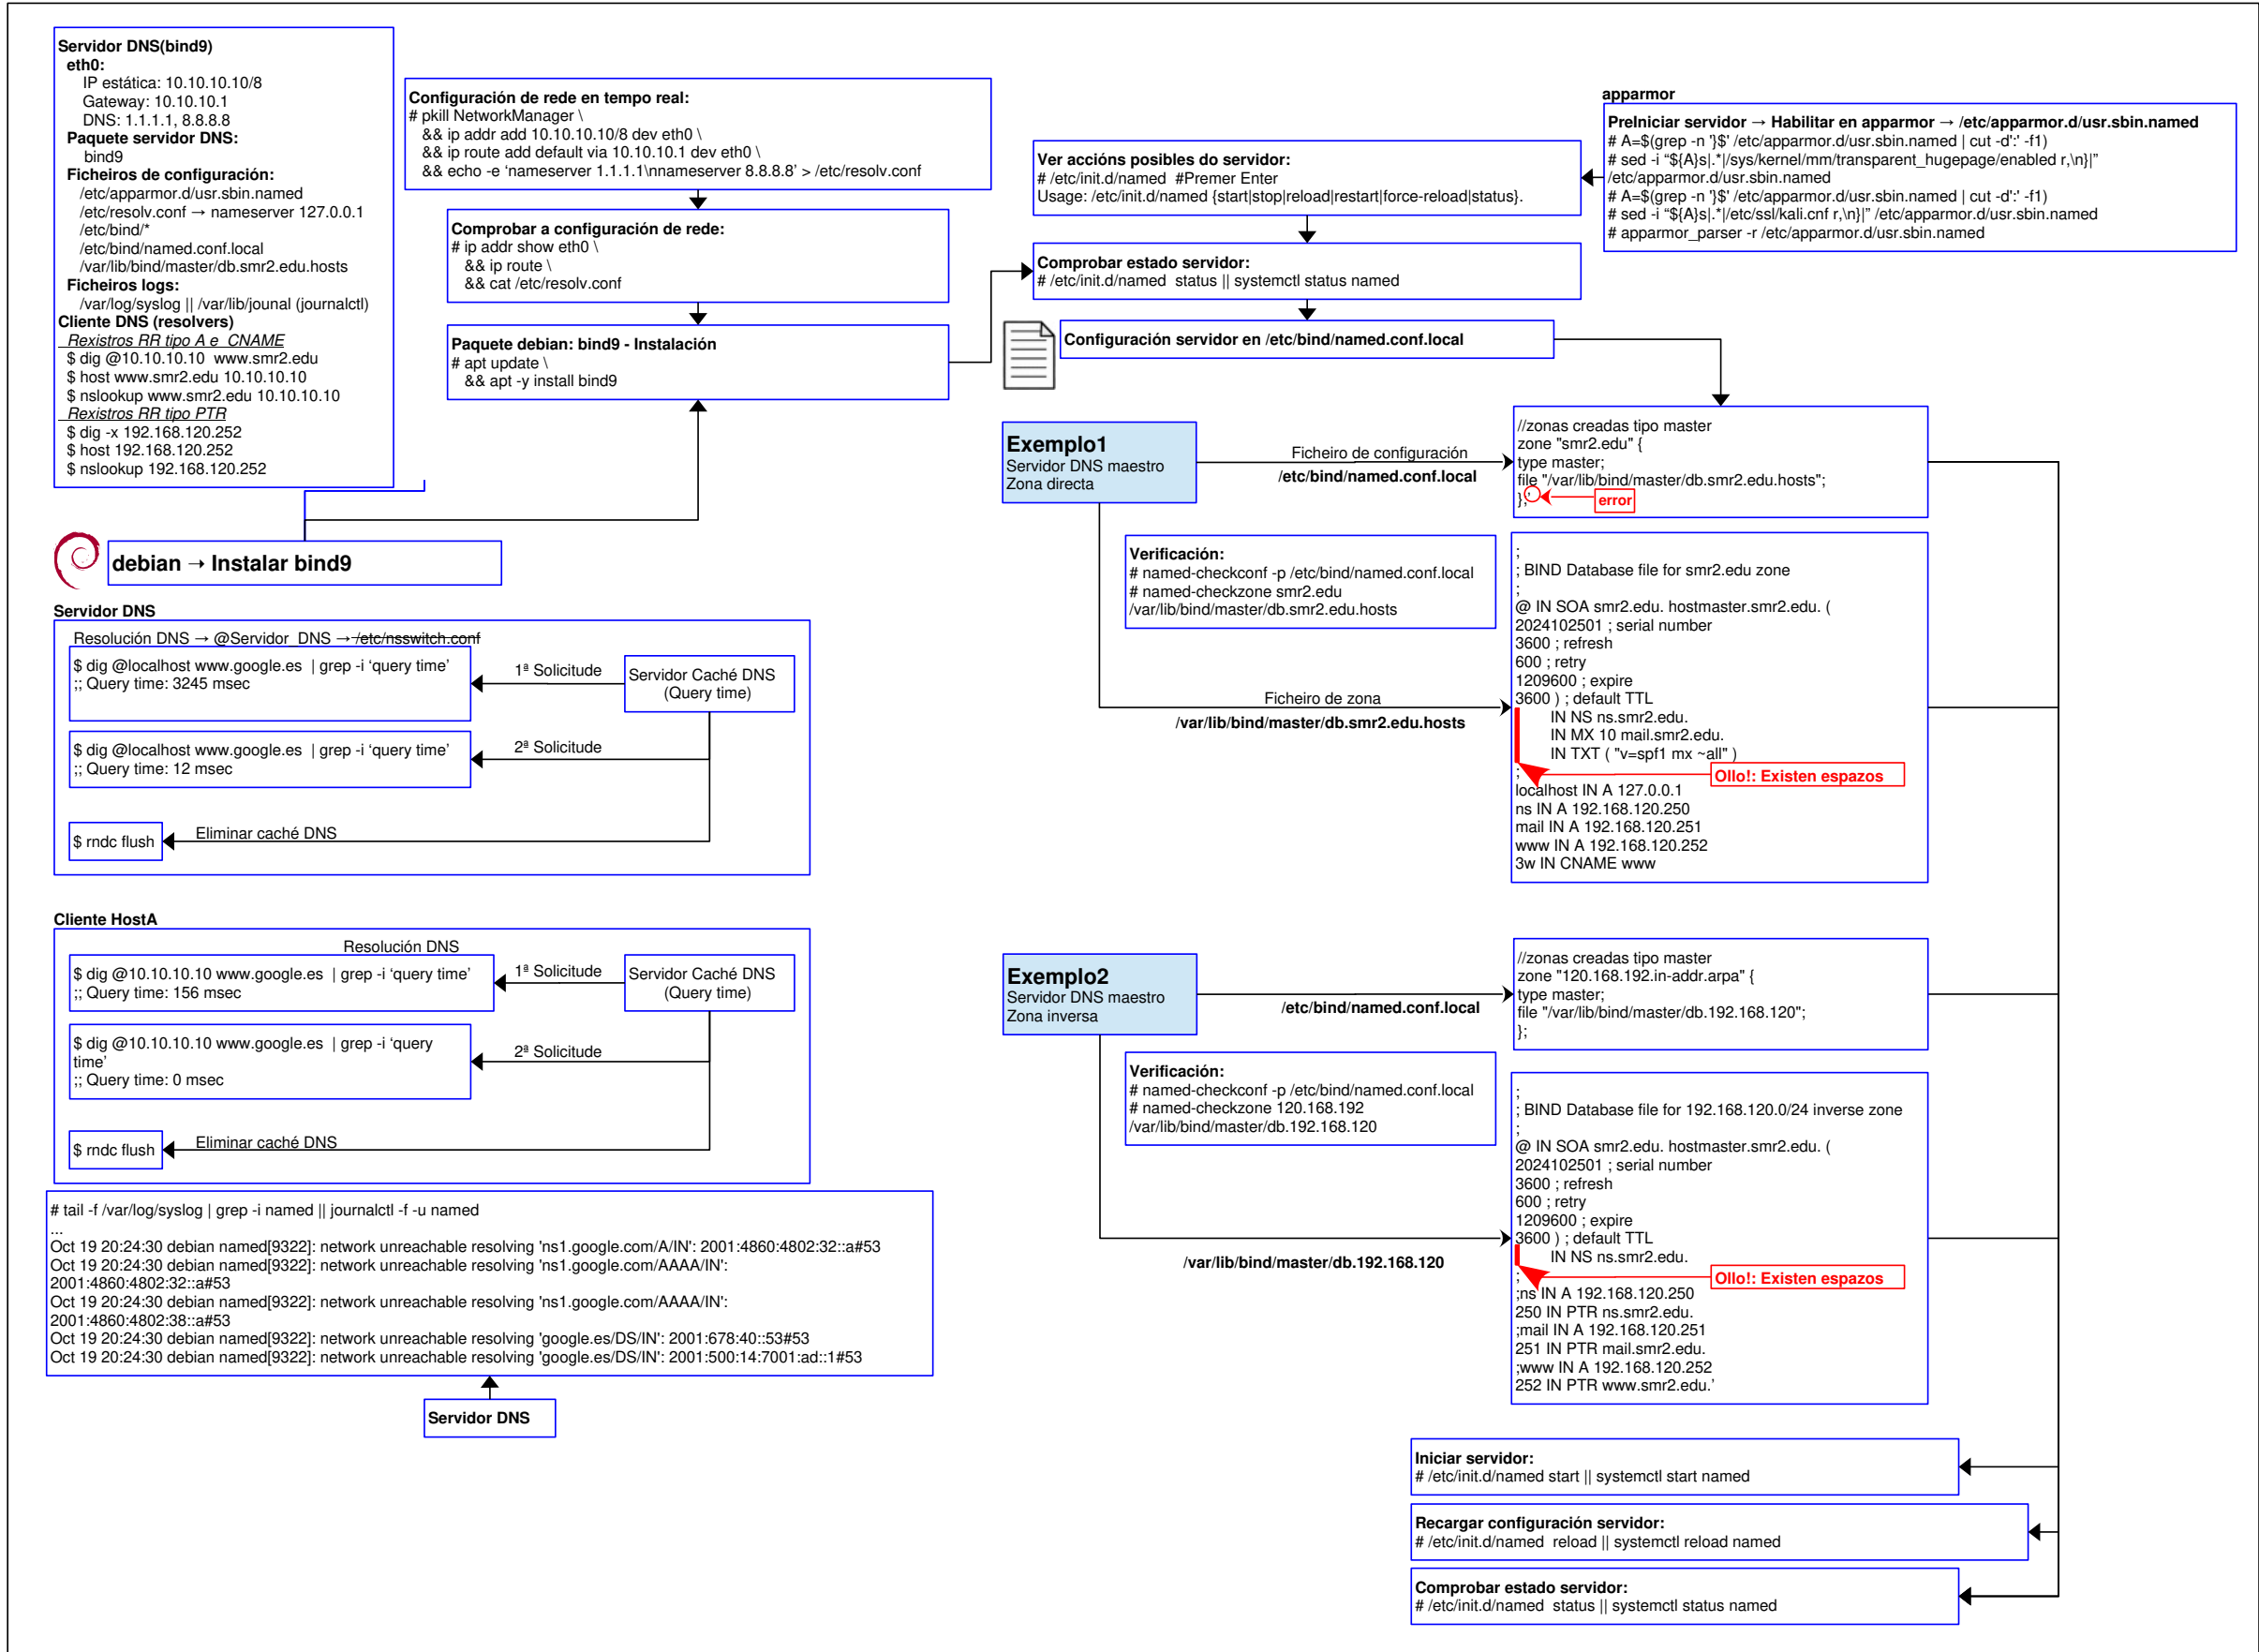 Servidor DNS(bind9)
eth0:
IP estática: 10.10.10.10/8
Gateway: 10.10.10.1
DNS: 1.1.1.1, 8.8.8.8
Paquete servidor DNS:
bind9
Ficheiros de configuración:
/etc/apparmor.d/usr.sbin.named
/etc/resolv.conf → nameserver 127.0.0.1
/etc/bind/*
/etc/bind/named.conf.local
/var/lib/bind/master/db.smr2.edu.hosts
Ficheiros logs:
/var/log/syslog || /var/lib/jounal (journalctl)
Cliente DNS (resolvers)
Rexistros RR tipo A e  CNAME
$ dig @10.10.10.10  www.smr2.edu
$ host www.smr2.edu 10.10.10.10
$ nslookup www.smr2.edu 10.10.10.10
Rexistros RR tipo PTR
$ dig -x 192.168.120.252
$ host 192.168.120.252
$ nslookup 192.168.120.252
Configuración de rede en tempo real:
# pkill NetworkManager \
&& ip addr add 10.10.10.10/8 dev eth0 \
&& ip route add default via 10.10.10.1 dev eth0 \
&& echo -e ‘nameserver 1.1.1.1\nnameserver 8.8.8.8’ > /etc/resolv.conf
Comprobar a configuración de rede:
# ip addr show eth0 \
&& ip route \
&& cat /etc/resolv.conf
Paquete debian: bind9 - Instalación
# apt update \
&& apt -y install bind9
debian → Instalar bind9
apparmor
PreIniciar servidor → Habilitar en apparmor → /etc/apparmor.d/usr.sbin.named
# A=$(grep -n '}$' /etc/apparmor.d/usr.sbin.named | cut -d':' -f1)
# sed -i “${A}s|.*|/sys/kernel/mm/transparent_hugepage/enabled r,\n}|”
/etc/apparmor.d/usr.sbin.named
# A=$(grep -n '}$' /etc/apparmor.d/usr.sbin.named | cut -d':' -f1)
# sed -i “${A}s|.*|/etc/ssl/kali.cnf r,\n}|” /etc/apparmor.d/usr.sbin.named
# apparmor_parser -r /etc/apparmor.d/usr.sbin.named
Ver accións posibles do servidor:
# /etc/init.d/named  #Premer Enter
Usage: /etc/init.d/named {start|stop|reload|restart|force-reload|status}.
Comprobar estado servidor:
# /etc/init.d/named  status || systemctl status named
Configuración servidor en /etc/bind/named.conf.local
Exemplo1
Servidor DNS maestro
Zona directa
Ficheiro de configuración
/etc/bind/named.conf.local
//zonas creadas tipo master
zone "smr2.edu" {
type master;
file "/var/lib/bind/master/db.smr2.edu.hosts";
};’
error
Verificación:
# named-checkconf -p /etc/bind/named.conf.local
# named-checkzone smr2.edu
/var/lib/bind/master/db.smr2.edu.hosts
Ficheiro de zona
/var/lib/bind/master/db.smr2.edu.hosts
;
; BIND Database file for smr2.edu zone
;
@ IN SOA smr2.edu. hostmaster.smr2.edu. (
2024102501 ; serial number
3600 ; refresh
600 ; retry
1209600 ; expire
3600 ) ; default TTL
IN NS ns.smr2.edu.
IN MX 10 mail.smr2.edu.
IN TXT ( "v=spf1 mx ~all" )
;
Ollo!: Existen espazos
localhost IN A 127.0.0.1
ns IN A 192.168.120.250
mail IN A 192.168.120.251
www IN A 192.168.120.252
3w IN CNAME www
Servidor DNS
Resolución DNS → @Servidor_DNS → /etc/nsswitch.conf
$ dig @localhost www.google.es  | grep -i ‘query time’
;; Query time: 3245 msec
1ª Solicitude
Servidor Caché DNS
(Query time)
$ dig @localhost www.google.es  | grep -i ‘query time’
;; Query time: 12 msec
2ª Solicitude
$ rndc flush
Eliminar caché DNS
Cliente HostA
Resolución DNS
$ dig @10.10.10.10 www.google.es  | grep -i ‘query time’
;; Query time: 156 msec
1ª Solicitude
Servidor Caché DNS
(Query time)
$ dig @10.10.10.10 www.google.es  | grep -i ‘query
time’
;; Query time: 0 msec
2ª Solicitude
$ rndc flush
Eliminar caché DNS
# tail -f /var/log/syslog | grep -i named || journalctl -f -u named
...
Oct 19 20:24:30 debian named[9322]: network unreachable resolving 'ns1.google.com/A/IN': 2001:4860:4802:32::a#53
Oct 19 20:24:30 debian named[9322]: network unreachable resolving 'ns1.google.com/AAAA/IN':
2001:4860:4802:32::a#53
Oct 19 20:24:30 debian named[9322]: network unreachable resolving 'ns1.google.com/AAAA/IN':
2001:4860:4802:38::a#53
Oct 19 20:24:30 debian named[9322]: network unreachable resolving 'google.es/DS/IN': 2001:678:40::53#53
Oct 19 20:24:30 debian named[9322]: network unreachable resolving 'google.es/DS/IN': 2001:500:14:7001:ad::1#53
Servidor DNS
Exemplo2
Servidor DNS maestro
Zona inversa
/etc/bind/named.conf.local
//zonas creadas tipo master
zone "120.168.192.in-addr.arpa" {
type master;
file "/var/lib/bind/master/db.192.168.120";
};
Verificación:
# named-checkconf -p /etc/bind/named.conf.local
# named-checkzone 120.168.192
/var/lib/bind/master/db.192.168.120
/var/lib/bind/master/db.192.168.120
;
; BIND Database file for 192.168.120.0/24 inverse zone
;
@ IN SOA smr2.edu. hostmaster.smr2.edu. (
2024102501 ; serial number
3600 ; refresh
600 ; retry
1209600 ; expire
3600 ) ; default TTL
IN NS ns.smr2.edu.
;
Ollo!: Existen espazos
;ns IN A 192.168.120.250
250 IN PTR ns.smr2.edu.
;mail IN A 192.168.120.251
251 IN PTR mail.smr2.edu.
;www IN A 192.168.120.252
252 IN PTR www.smr2.edu.’
Iniciar servidor:
# /etc/init.d/named start || systemctl start named
Recargar configuración servidor:
# /etc/init.d/named  reload || systemctl reload named
Comprobar estado servidor:
# /etc/init.d/named  status || systemctl status named